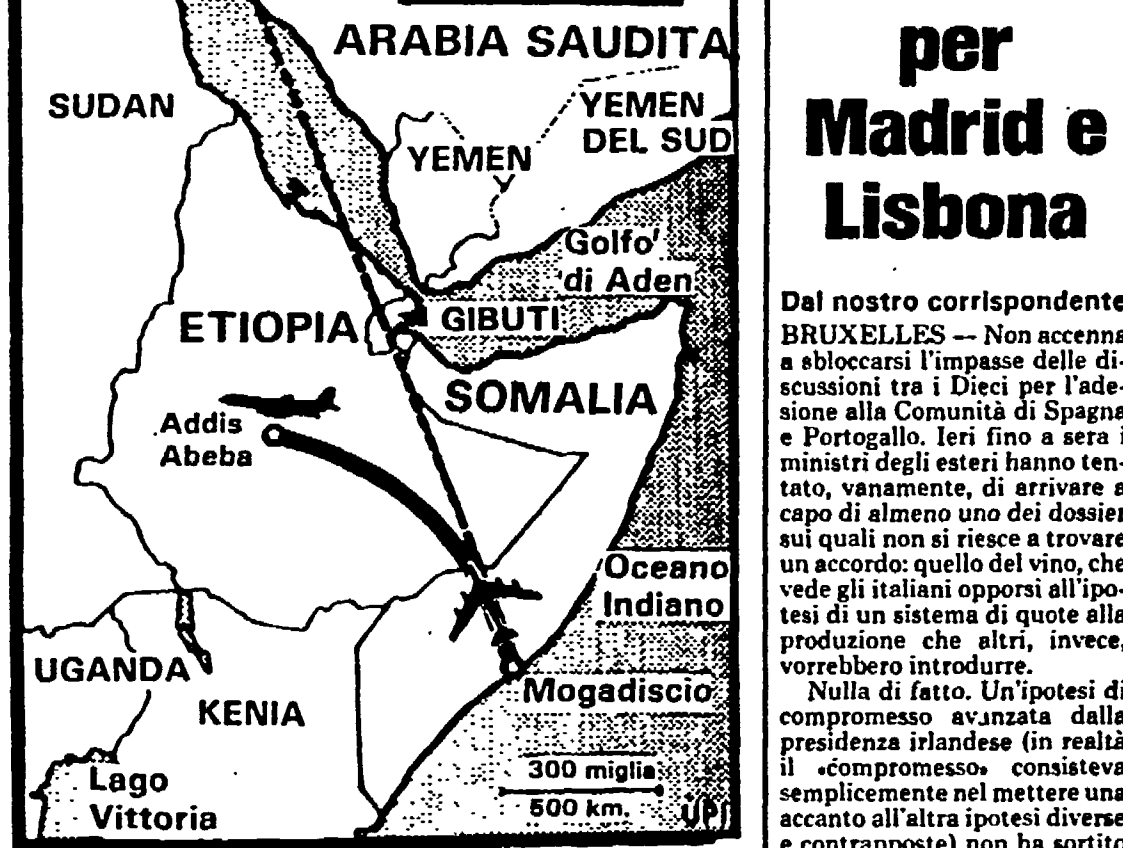 ARABIA SAUDITA
SUDAN
YEMEN
DEL SUD
YEMEN
Golfo
di Aden
ETIOPIA
GIBUTI
SOMALIA
Addis
Abeba
Oceano
Indiano
UGANDA
Mogadiscio
KENIA
Lago
Vittoria
300 miglia
500 km.
UPI
per
Madrid e
Lisbona
Dal nostro corrispondente
BRUXELLES — Non accenna
a sbloccarsi l'impasse delle di-
scussioni tra i Dieci per l'ade-
sione alla Comunità di Spagna
e Portogallo. Ieri fino a sera i
ministri degli esteri hanno ten-
tato, vanamente, di arrivare a
capo di almeno uno dei dossier
sui quali non si riesce a trovare
un accordo: quello del vino, che
vede gli italiani opporsi all'ipo-
tesi di un sistema di quote alla
produzione che altri, invece,
vorrebbero introdurre.
Nulla di fatto. Un'ipotesi di
compromesso avanzata dalla
presidenza irlandese (in realtà
il «compromesso» consisteva
semplicemente nel mettere una
accanto all'altra ipotesi diverse
e contrapposte) non ha sortito